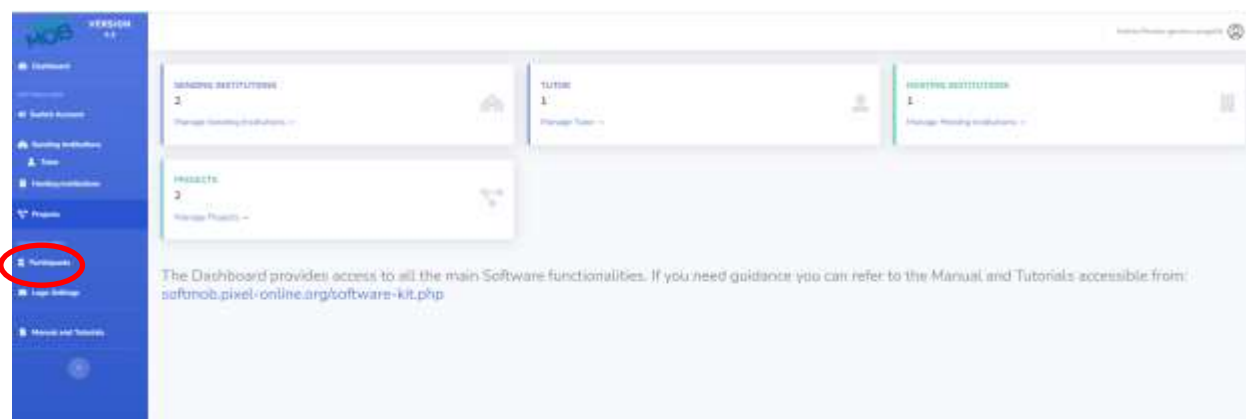 MOB
VERSION
Dashboard
Switch Account
Sending Institutions
Tutor
Hosting Institutions
Projects
Participants
Logo Settings
Manual and Tutorials
SENDING INSTITUTIONS
2
Manage Sending Institutions
TUTOR
1
Manage Tutor
HOSTING INSTITUTIONS
1
Manage Hosting Institutions
PROJECTS
2
Manage Projects
The Dashboard provides access to all the main Software functionalities. If you need guidance you can refer to the Manual and Tutorials accessible from:
softmob.pixel-online.org/software-kit.php